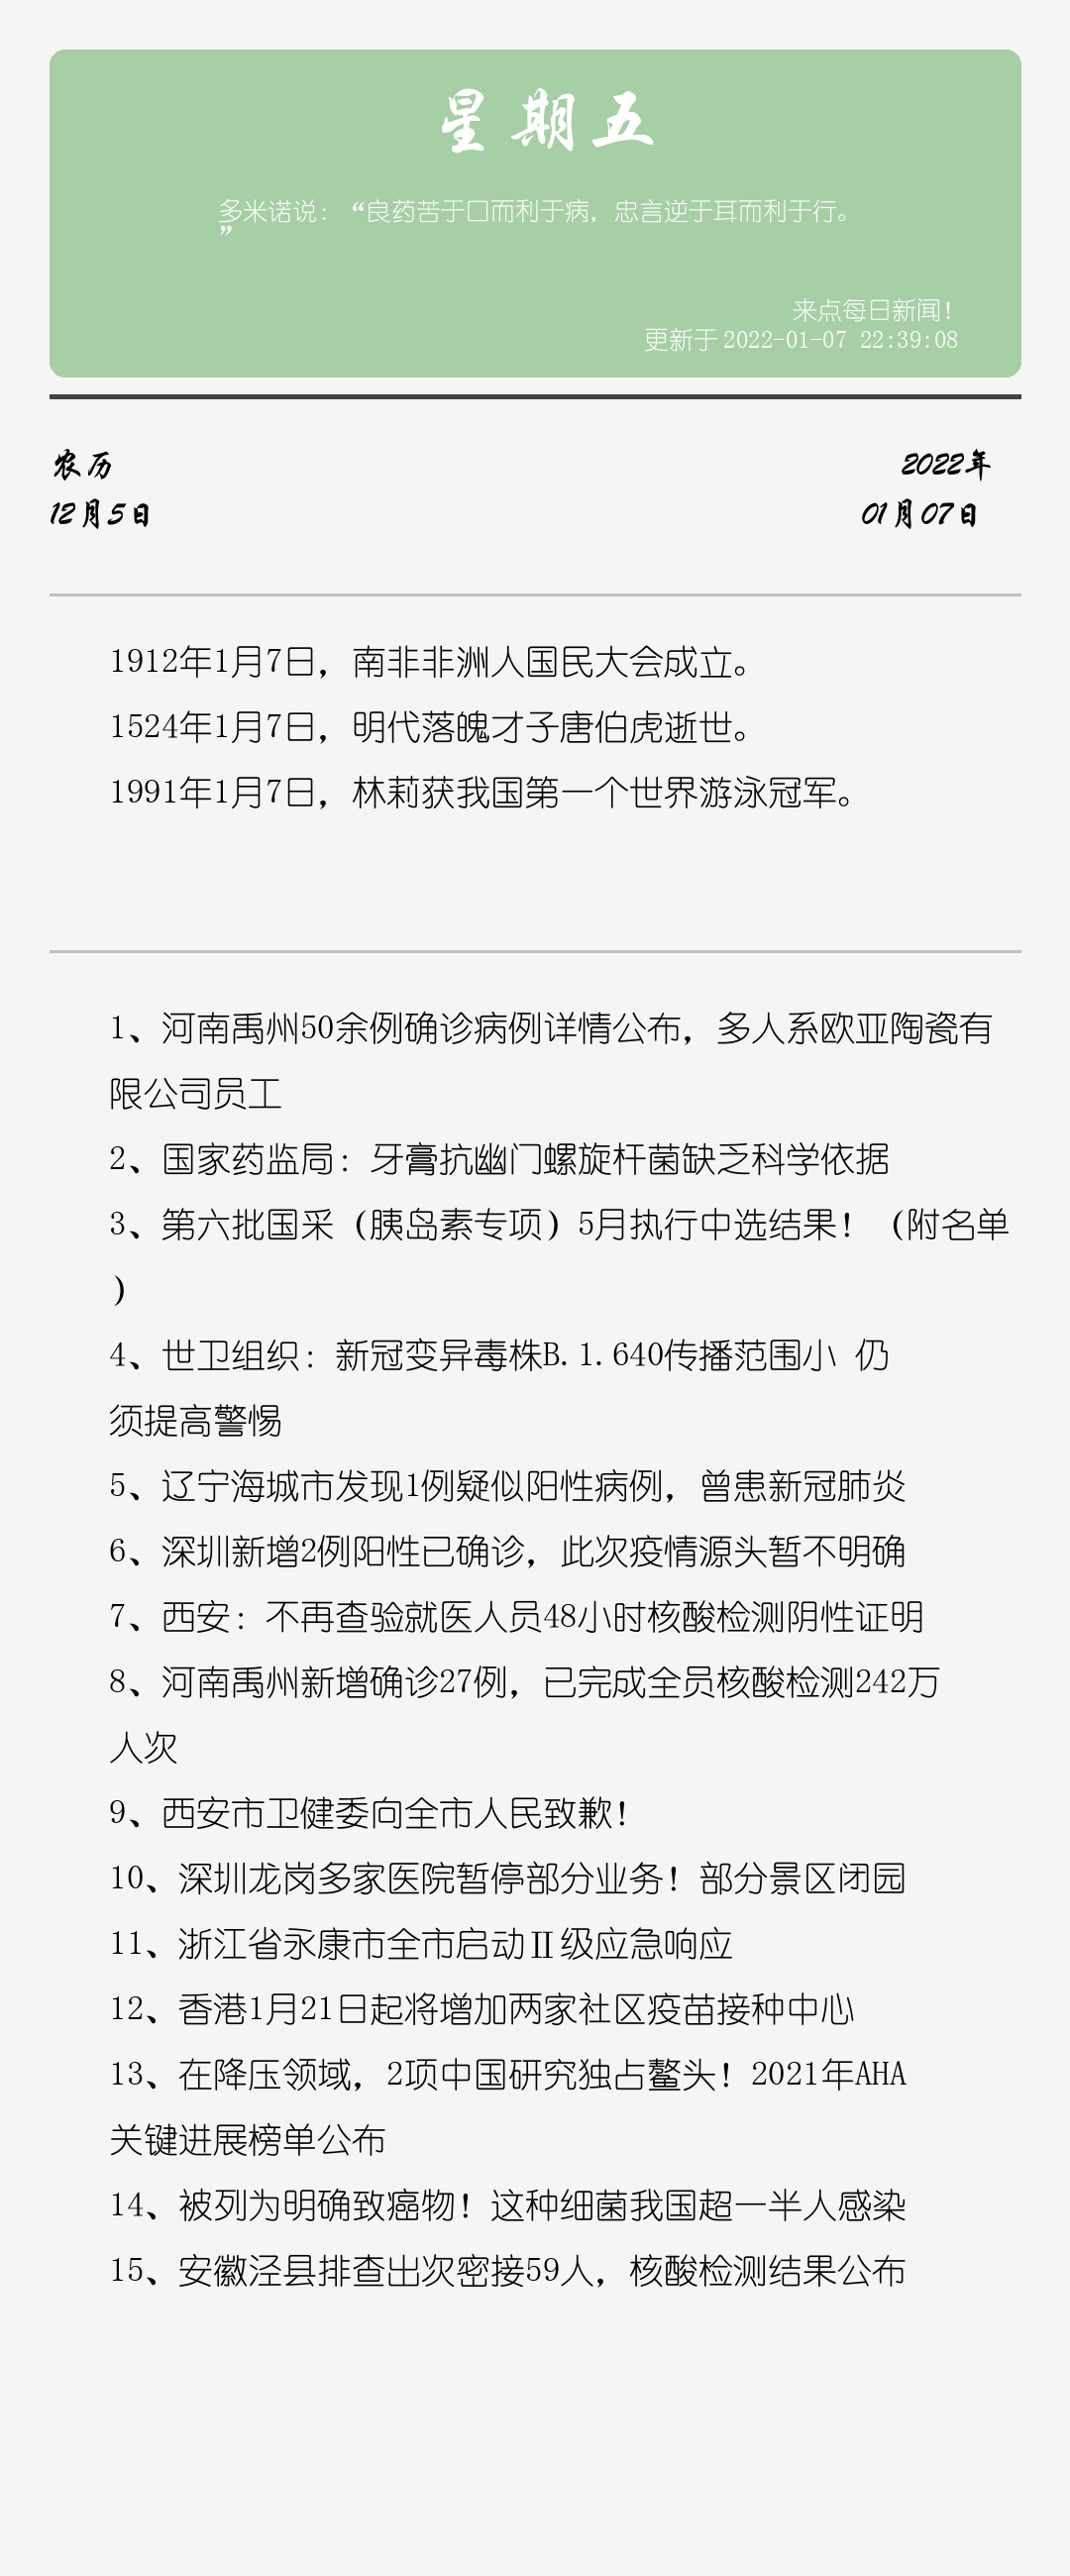 星期五
多米诺说：“良药苦于口而利于病，忠言逆于耳而利于行。
”
来点每日新闻！
更新于2022-01-07 22:39:08
农历
2022年
12月5日
01月07日
1912年1月7日，南非非洲人国民大会成立。
1524年1月7日，明代落魄才子唐伯虎逝世。
1991年1月7日，林莉获我国第一个世界游泳冠军。
1、河南禹州50余例确诊病例详情公布，多人系欧亚陶瓷有
限公司员工
2、国家药监局：牙膏抗幽门螺旋杆菌缺乏科学依据
3、第六批国采（胰岛素专项）5月执行中选结果！（附名单
）
4、世卫组织：新冠变异毒株B.1.640传播范围小 仍
须提高警惕
5、辽宁海城市发现1例疑似阳性病例，曾患新冠肺炎
6、深圳新增2例阳性已确诊，此次疫情源头暂不明确
7、西安：不再查验就医人员48小时核酸检测阴性证明
8、河南禹州新增确诊27例，已完成全员核酸检测242万
人次
9、西安市卫健委向全市人民致歉！
10、深圳龙岗多家医院暂停部分业务！部分景区闭园
11、浙江省永康市全市启动Ⅱ级应急响应
12、香港1月21日起将增加两家社区疫苗接种中心
13、在降压领域，2项中国研究独占鳌头！2021年AHA
关键进展榜单公布
14、被列为明确致癌物！这种细菌我国超一半人感染
15、安徽泾县排查出次密接59人，核酸检测结果公布